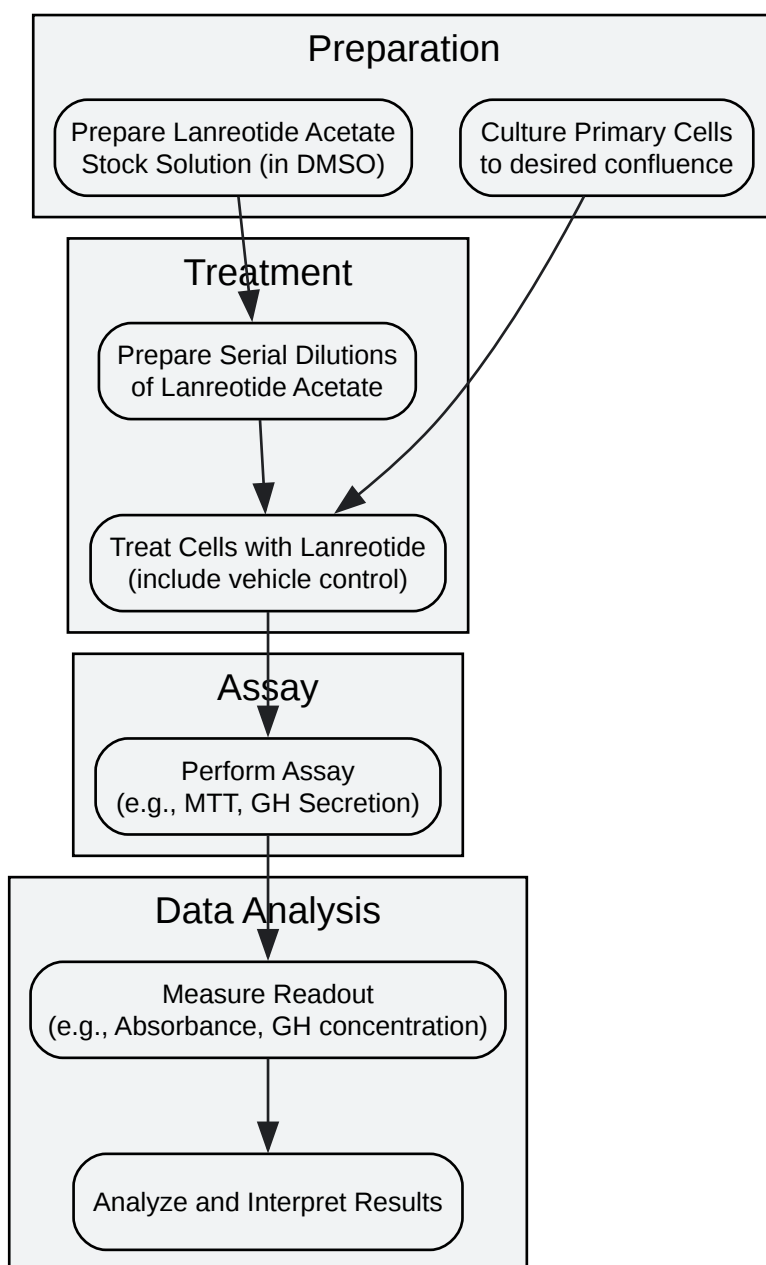 Preparation
Prepare Lanreotide Acetate
Stock Solution (in DMSO)
Culture Primary Cells
to desired confluence
Treatment
Prepare Serial Dilutions
of Lanreotide Acetate
Treat Cells with Lanreotide
(include vehicle control)
Assay
Perform Assay
(e.g., MTT, GH Secretion)
Data Analysis
Measure Readout
(e.g., Absorbance, GH concentration)
Analyze and Interpret Results